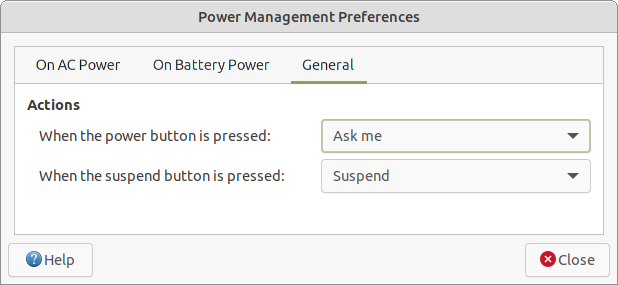 Power Management Preferences
On AC Power On Battery Power General
Actions
When the power button is pressed: Ask me
When the suspend button is pressed: Suspend
Help Close